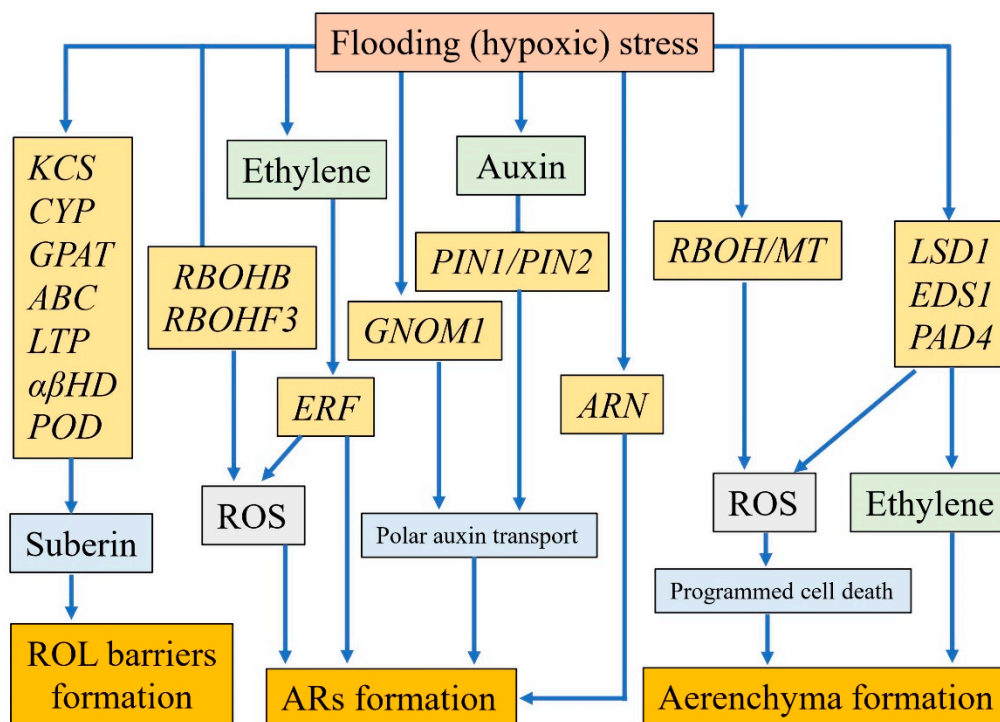 Flooding (hypoxic) stress
KCS
CYP
GPAT
ABC
LTP
αβHD
POD
Suberin
ROL barriers
formation
RBOHB
RBOHF3
Ethylene
ERF
ROS
GNOM1
Auxin
PIN1/PIN2
Polar auxin transport
ARN
ARs formation
RBOH/MT
LSD1
EDS1
PAD4
ROS
Ethylene
Programmed cell death
Aerenchyma formation